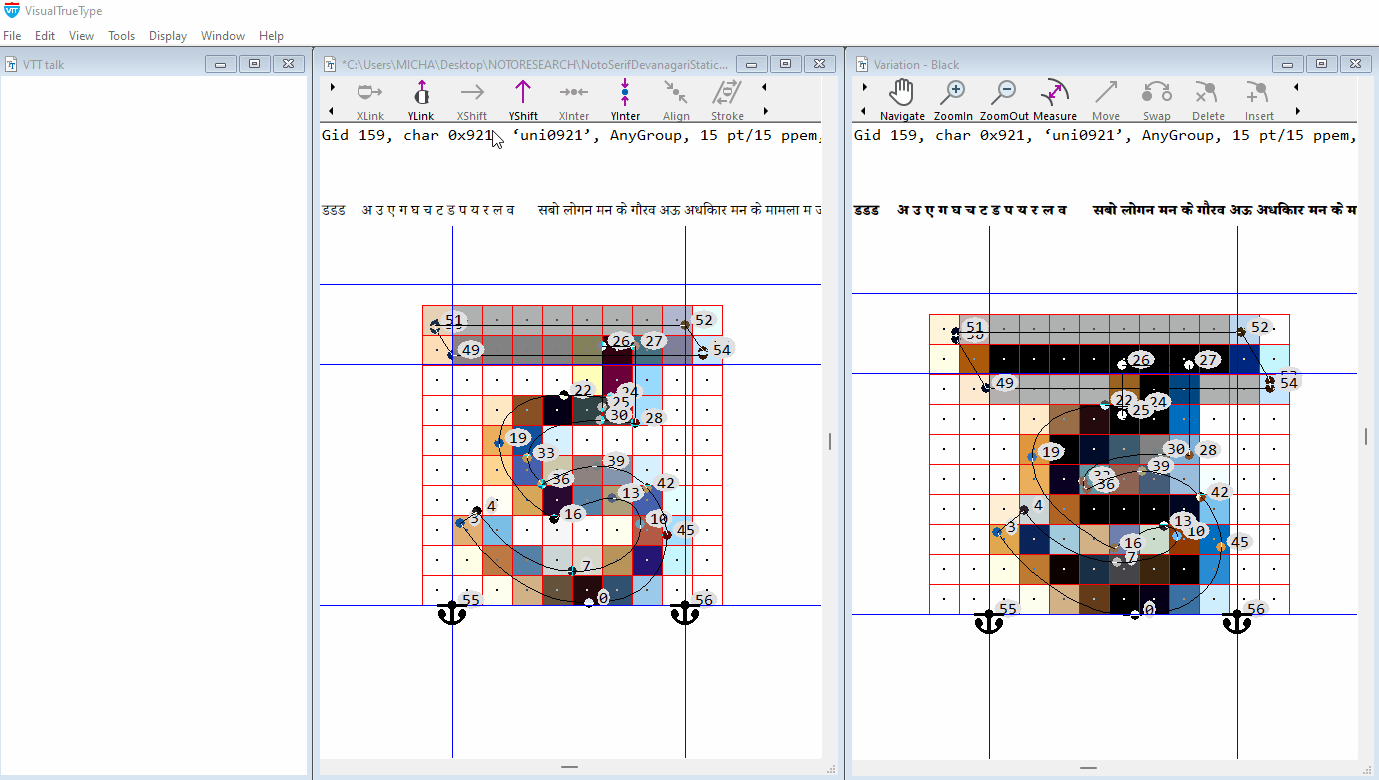 VisualTrueType
File Edit View Tools Display Window Help
VTT talk
*C:\Users\MICHA\Desktop\NOTORESEARCH\NotoSerifDevanagariStatic...
XLink YLink XShift YShift XInter YInter Align Stroke
Gid 159, char 0x921, ‘uni0921’, AnyGroup, 15 pt/15 ppem,
डडड अ उ ए ग घ च ट ड प य र ल व सबो लोगन मन के गौरव अऊ अधिकार मन के मामला म ज
51 52
49 26 27 54
22 24
25
30 28
19
33
36 39 42
4 13
3 16 10 45
7
55 0 56
Variation - Black
Navigate ZoomIn ZoomOut Measure Move Swap Delete Insert
Gid 159, char 0x921, ‘uni0921’, AnyGroup, 15 pt/15 ppem,
डडड अ उ ए ग घ च ट ड प य र ल व सबो लोगन मन के गौरव अऊ अधिकार मन के म
51 52
26 27
49 54
22 24
25
19 30 28
39
36 42
4
3 13 10
16 45
7
55 0 56